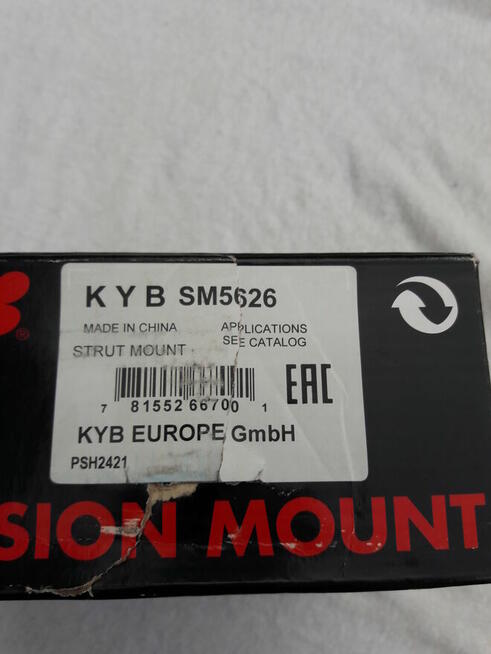 KYB SM5626
MADE IN CHINA
APPLICATIONS
STRUT MOUNT
SEE CATALOG
7 81552 66700 1
EAC
KYB EUROPE GmbH
PSH2421
SION MOUNT
®